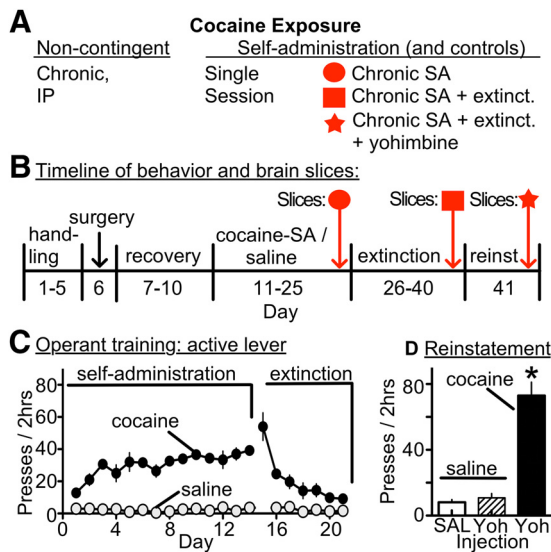 A
Cocaine Exposure
Non-contingent
Self-administration (and controls)
Chronic,
IP
Single
Session
Chronic SA
Chronic SA + extinct.
Chronic SA + extinct.
+ yohimbine
B Timeline of behavior and brain slices:
Slices:
Slices:
Slices:
surgery
hand-
ling
recovery
cocaine-SA /
saline
extinction
reinst
1-5
6
7-10
11-25
26-40
41
Day
C Operant training: active lever
self-administration
extinction
cocaine
saline
Presses / 2hrs
80
40
0
0
4
8
12
16
20
Day
D Reinstatement
cocaine
*
saline
Presses / 2hrs
80
40
0
SAL
Yoh
Yoh
Injection